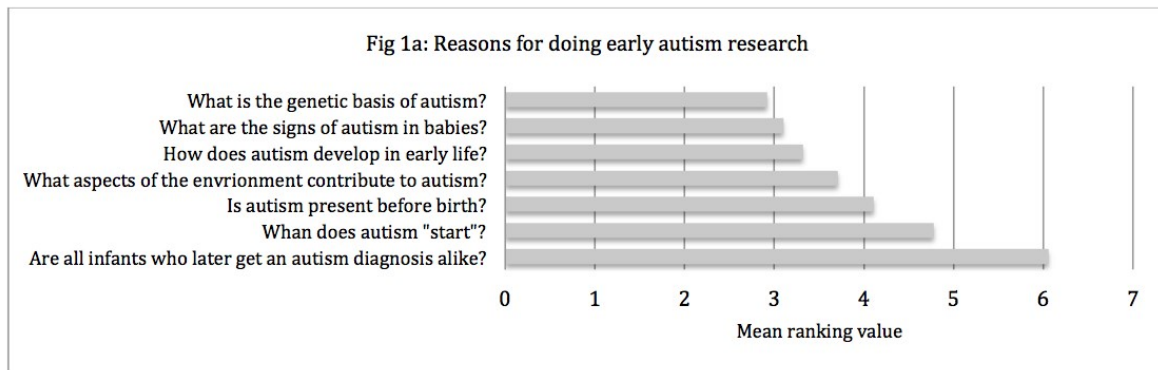 Fig 1a: Reasons for doing early autism research
What is the genetic basis of autism?
What are the signs of autism in babies?
How does autism develop in early life?
What aspects of the envrionment contribute to autism?
Is autism present before birth?
Whan does autism "start"?
Are all infants who later get an autism diagnosis alike?
0 1 2 3 4 5 6 7
Mean ranking value